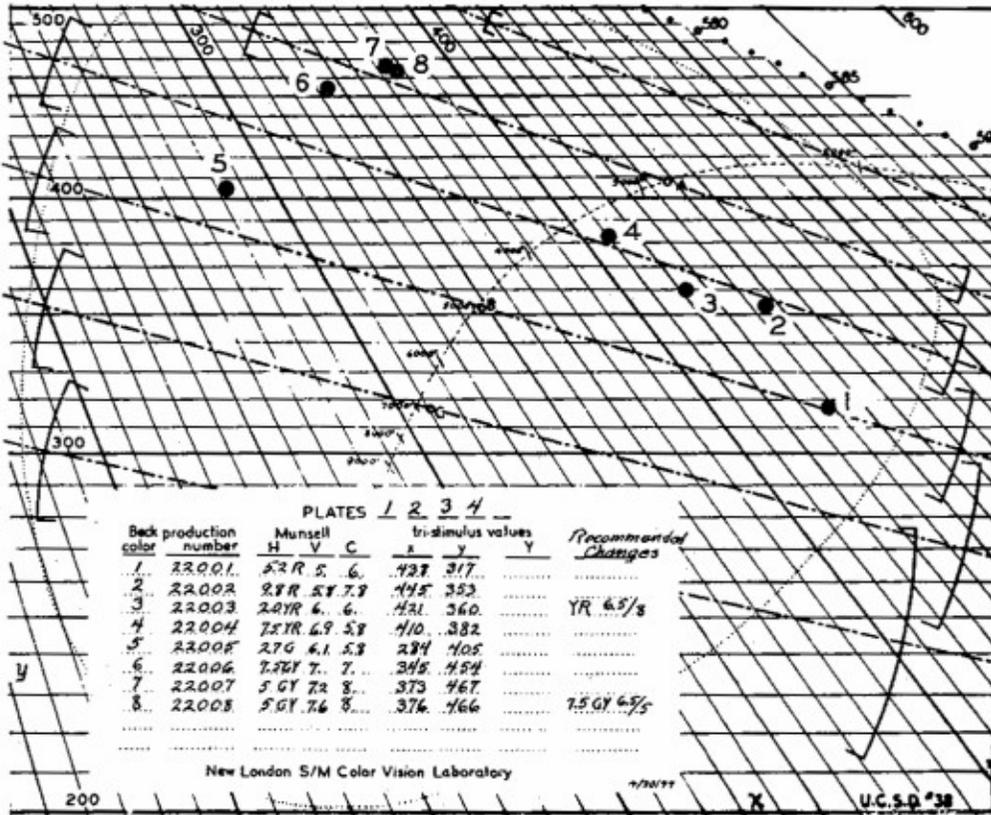 500
300
400
580
600
585
7
8
6
5
400
4
3
2
A
B
1
C
300
PLATES 1 2 3 4
Beck production Munsell tri-stimulus values Recommended
color number H V C x y Y Changes
1 22001 5.2R 5. 6. .438 .317
2 22002 9.8R 5.8 7.8 .445 .353
3 22003 2.0YR 6. 6. .421 .360 YR 6.5/8
4 22004 7.5YR 6.9 5.8 .410 .382
5 22005 2.7G 6.1 5.8 .284 .405
6 22006 7.5GY 7. 7. .345 .454
7 22007 5.GY 7.2 8. .373 .467
8 22008 5.GY 7.6 8. .376 .466 7.5 GY 6.5/5
New London S/M Color Vision Laboratory
y
200
x
U.C.S.D. #38